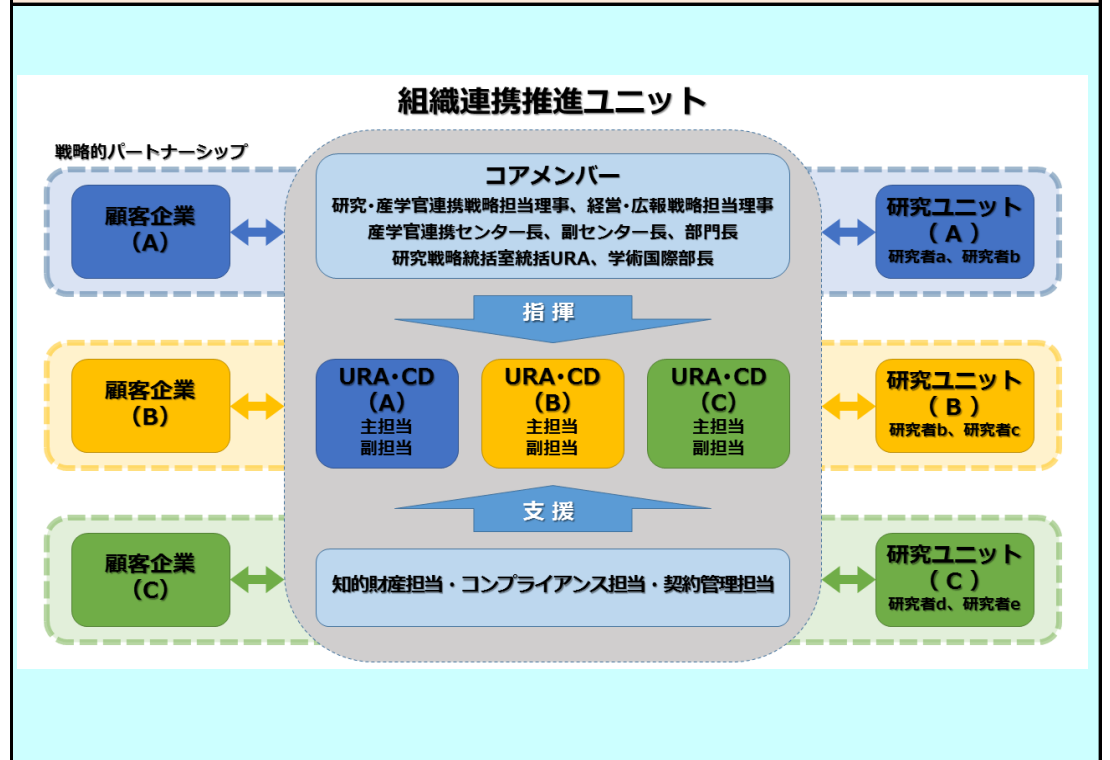 組織連携推進ユニット
戦略的パートナーシップ
コアメンバー
研究・産学官連携戦略担当理事、経営・広報戦略担当理事
産学官連携センター長、副センター長、部門長
研究戦略統括室統括URA、学術国際部長
顧客企業
(A)
研究ユニット
( A )
研究者a、研究者b
指 揮
顧客企業
(B)
URA・CD
(A)
主担当
副担当
URA・CD
(B)
主担当
副担当
URA・CD
(C)
主担当
副担当
研究ユニット
( B )
研究者b、研究者c
支 援
顧客企業
(C)
知的財産担当・コンプライアンス担当・契約管理担当
研究ユニット
( C )
研究者d、研究者e